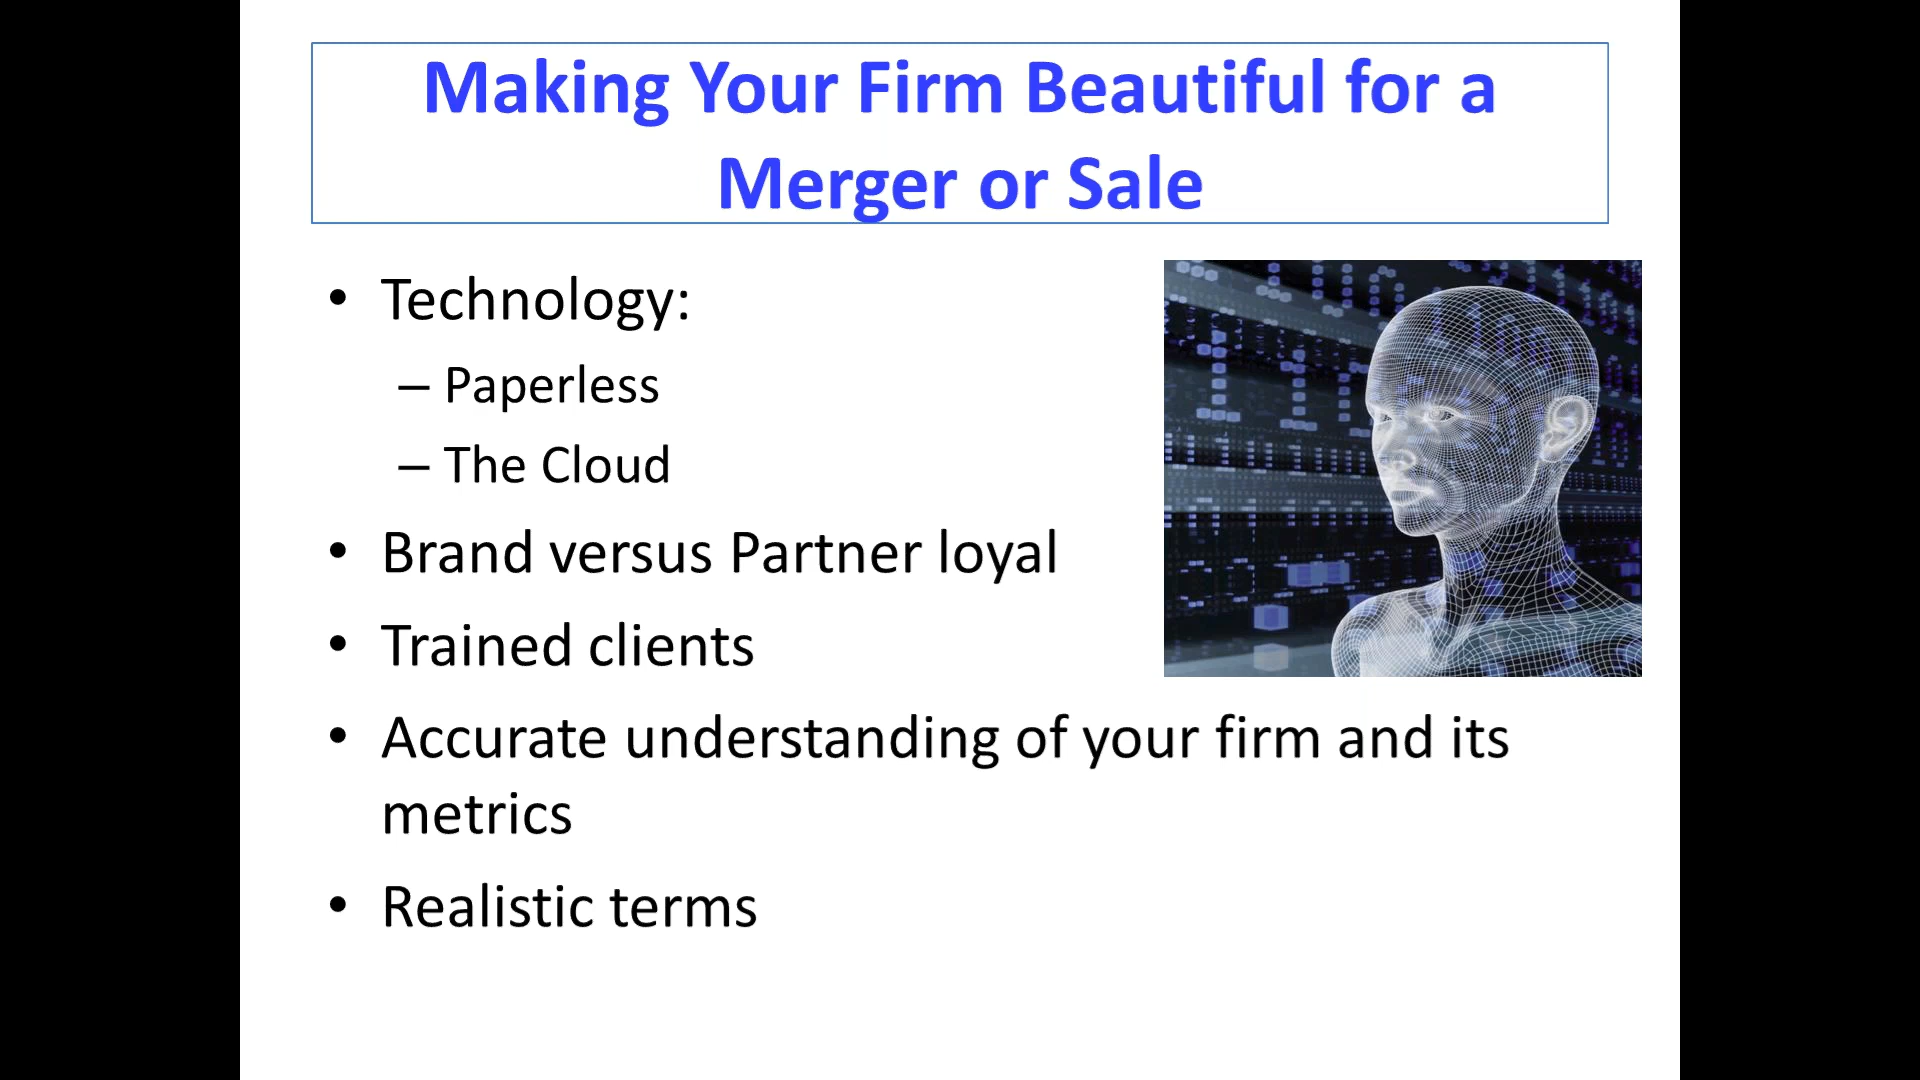 Making Your Firm Beautiful for a
Merger or Sale
• Technology:
– Paperless
– The Cloud
• Brand versus Partner loyal
• Trained clients
• Accurate understanding of your firm and its
metrics
• Realistic terms